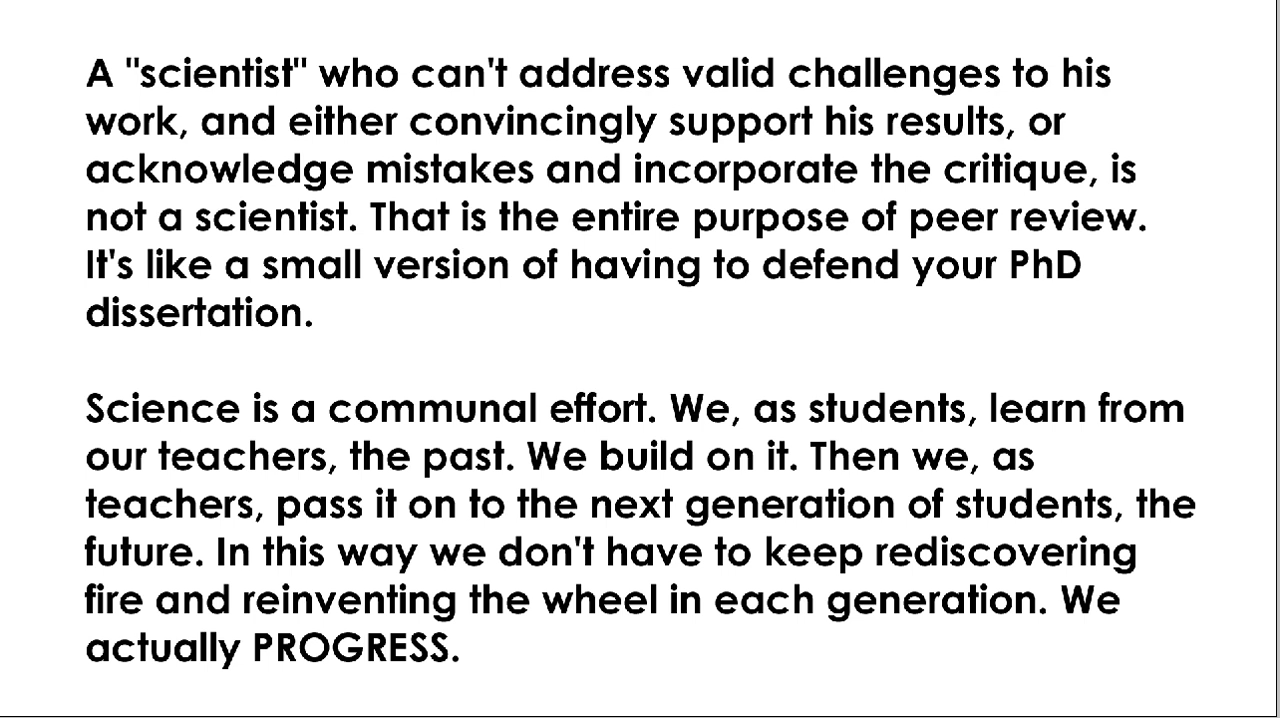 A "scientist" who can't address valid challenges to his
work, and either convincingly support his results, or
acknowledge mistakes and incorporate the critique, is
not a scientist. That is the entire purpose of peer review.
It's like a small version of having to defend your PhD
dissertation.
Science is a communal effort. We, as students, learn from
our teachers, the past. We build on it. Then we, as
teachers, pass it on to the next generation of students, the
future. In this way we don't have to keep rediscovering
fire and reinventing the wheel in each generation. We
actually PROGRESS.